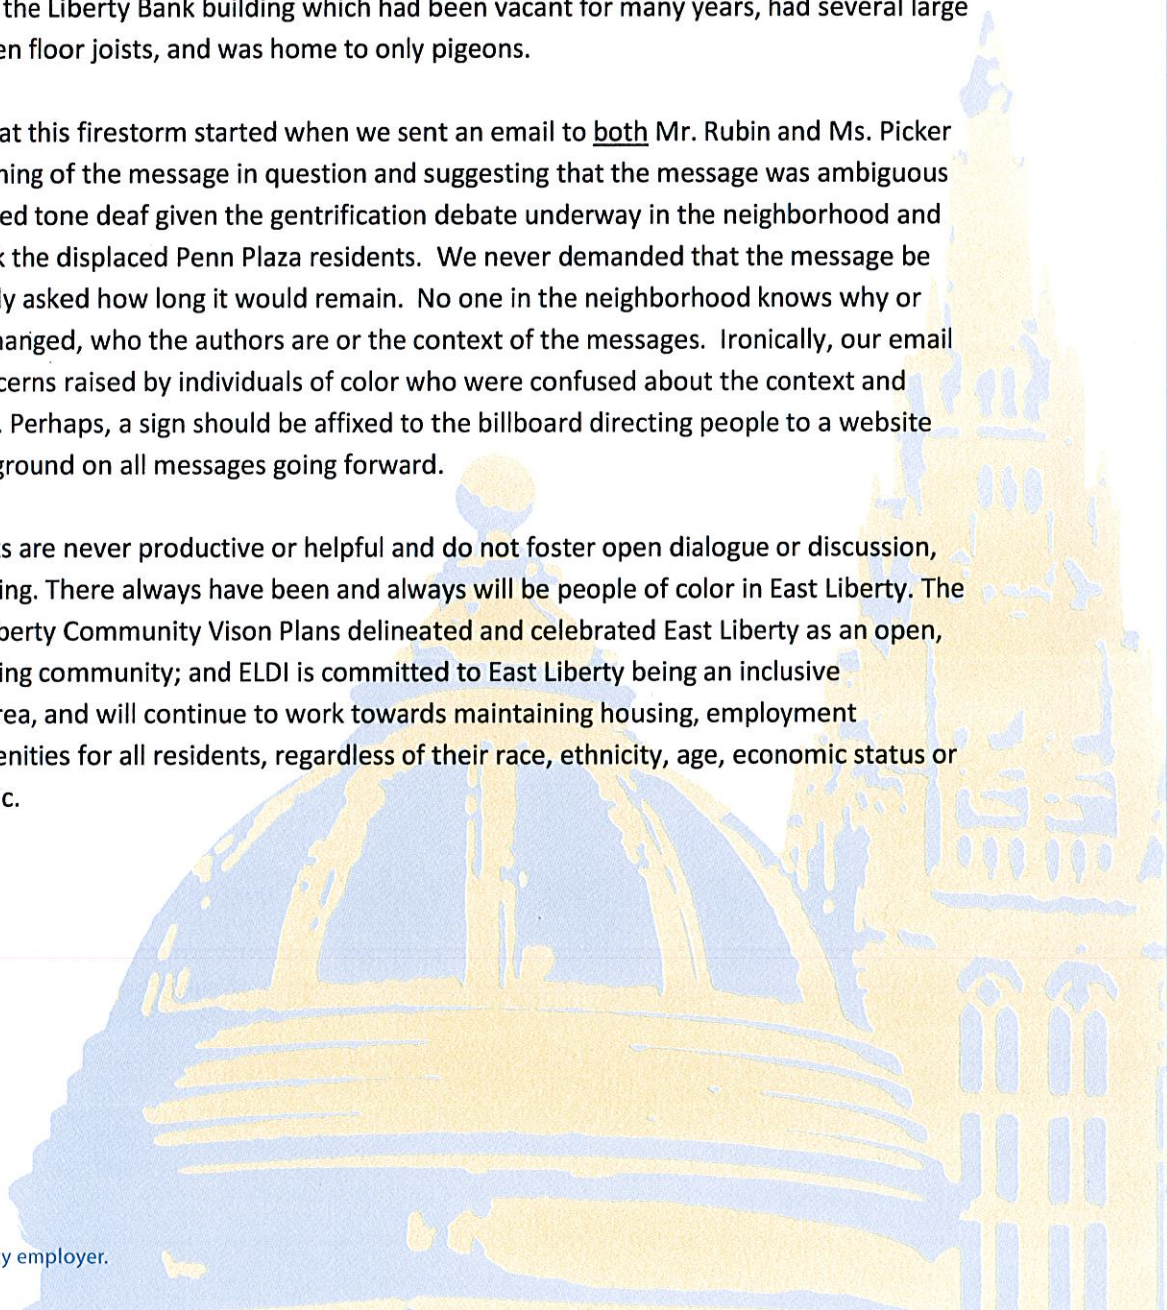 the Liberty Bank building which had been vacant for many years, had several large
en floor joists, and was home to only pigeons.
at this firestorm started when we sent an email to both Mr. Rubin and Ms. Picker
ning of the message in question and suggesting that the message was ambiguous
ed tone deaf given the gentrification debate underway in the neighborhood and
k the displaced Penn Plaza residents. We never demanded that the message be
ly asked how long it would remain. No one in the neighborhood knows why or
hanged, who the authors are or the context of the messages. Ironically, our email
cerns raised by individuals of color who were confused about the context and
. Perhaps, a sign should be affixed to the billboard directing people to a website
ground on all messages going forward.
ts are never productive or helpful and do not foster open dialogue or discussion,
ing. There always have been and always will be people of color in East Liberty. The
berty Community Vison Plans delineated and celebrated East Liberty as an open,
ing community; and ELDI is committed to East Liberty being an inclusive
rea, and will continue to work towards maintaining housing, employment
enities for all residents, regardless of their race, ethnicity, age, economic status or
c.
y employer.